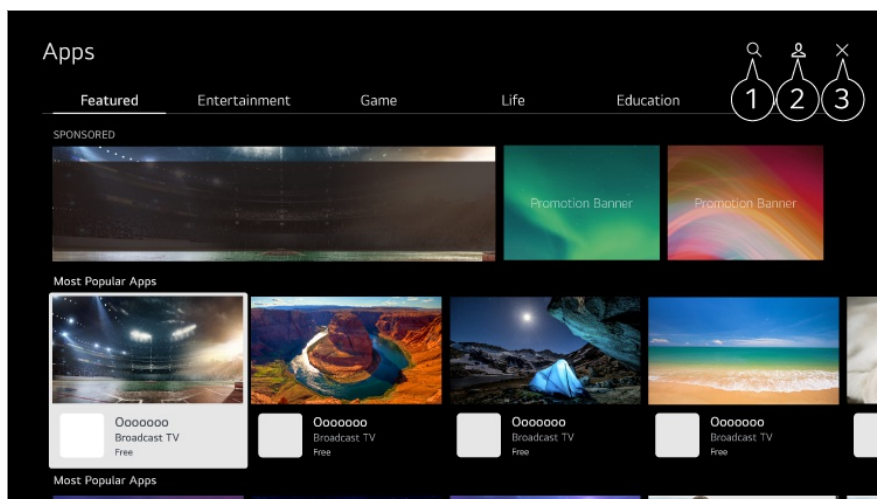 Apps
1 2 3
Featured Entertainment Game Life Education
SPONSORED
Promotion Banner Promotion Banner
Most Popular Apps
Ooooooo Ooooooo Ooooooo Ooooooo
Broadcast TV Broadcast TV Broadcast TV Broadcast TV
Free Free Free Free
Most Popular Apps